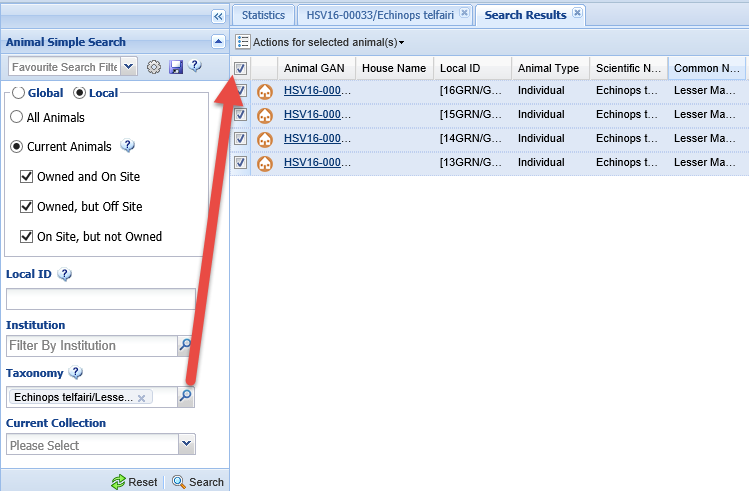 Statistics
HSV16-00033/Echinops telfairi
Search Results
Animal Simple Search
Favourite Search Filte
Global
Local
All Animals
Current Animals
Owned and On Site
Owned, but Off Site
On Site, but not Owned
Local ID
Institution
Filter By Institution
Taxonomy
Echinops telfairi/Lesse...
Current Collection
Please Select
Reset
Search
Actions for selected animal(s)
Animal GAN House Name Local ID Animal Type Scientific N... Common N...
HSV16-000... [16GRN/G... Individual Echinops t... Lesser Ma...
HSV16-000... [15GRN/G... Individual Echinops t... Lesser Ma...
HSV16-000... [14GRN/G... Individual Echinops t... Lesser Ma...
HSV16-000... [13GRN/G... Individual Echinops t... Lesser Ma...